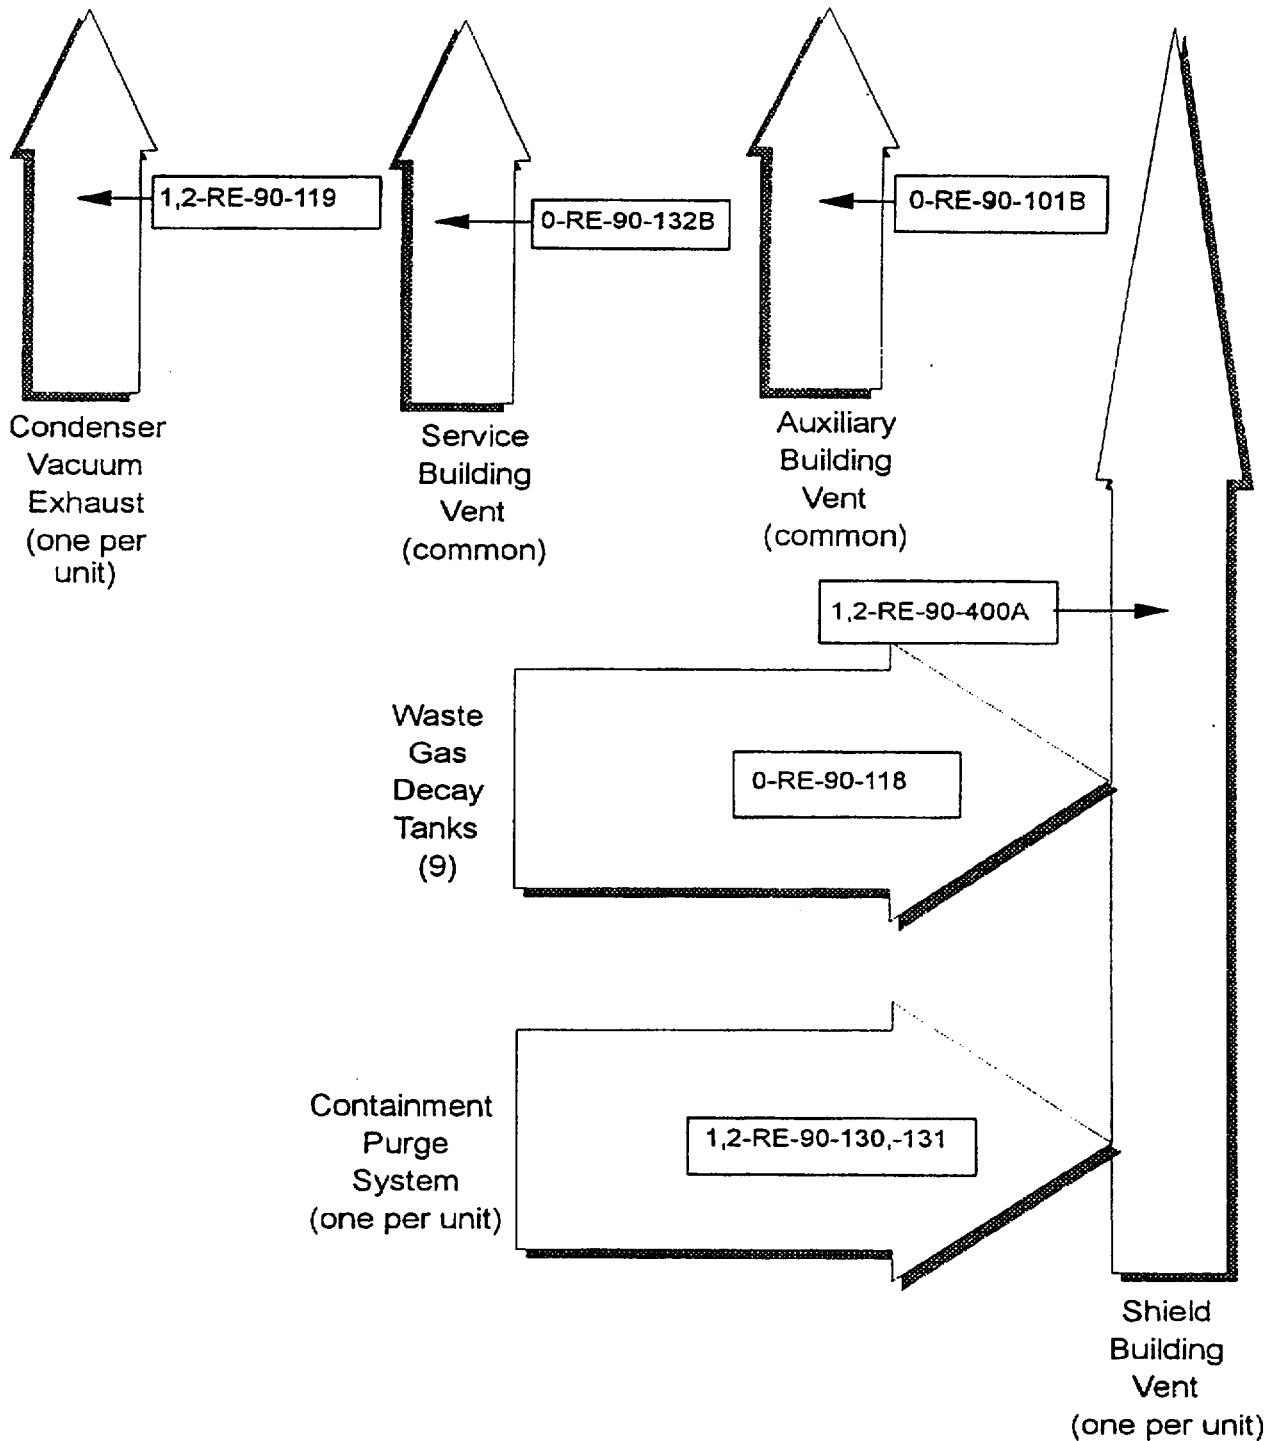 1,2-RE-90-119
0-RE-90-132B
0-RE-90-101B
Condenser
Vacuum
Exhaust
(one per
unit)
Service
Building
Vent
(common)
Auxiliary
Building
Vent
(common)
1,2-RE-90-400A
Waste
Gas
Decay
Tanks
(9)
0-RE-90-118
Containment
Purge
System
(one per unit)
1,2-RE-90-130,-131
Shield
Building
Vent
(one per unit)